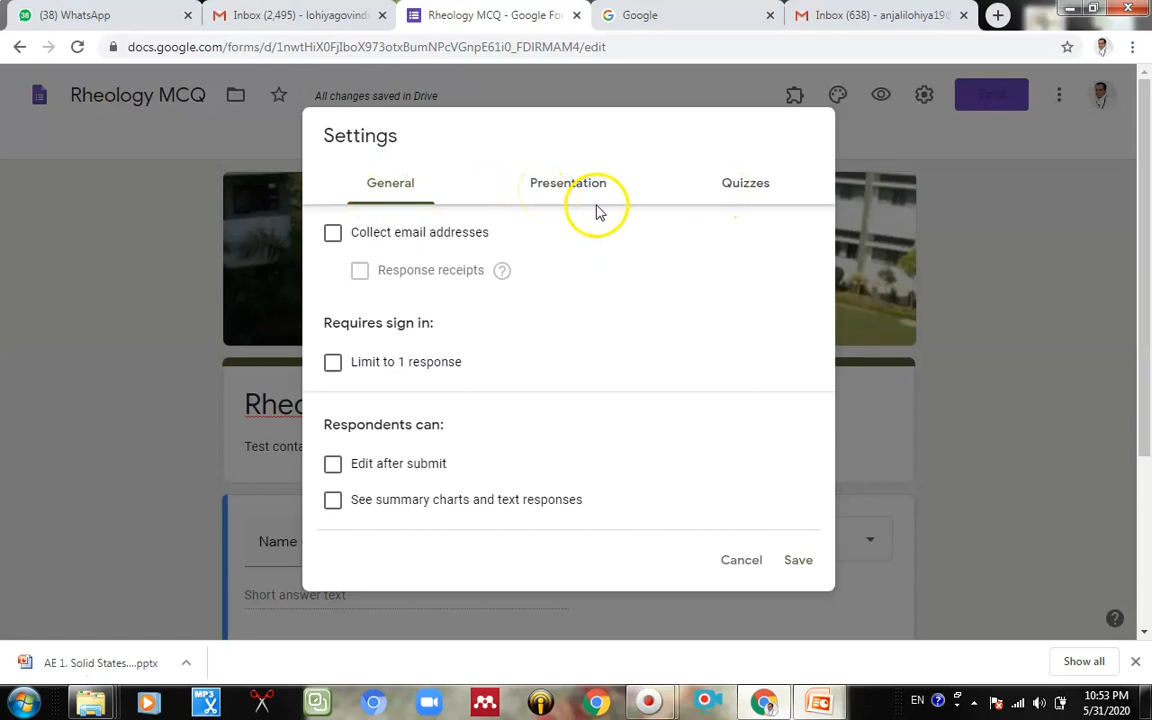 (38) WhatsApp
Inbox (2,495) - lohiyagovind
Rheology MCQ - Google Fo
Google
Inbox (638) - anjalilohiya19@
docs.google.com/forms/d/1nwtHiX0FJIboX973otxBumNPcVGnpE61i0_FDIRMAM4/edit
Rheology MCQ
All changes saved in Drive
Send
Settings
General
Presentation
Quizzes
Collect email addresses
Response receipts
?
Requires sign in:
Limit to 1 response
Respondents can:
Edit after submit
See summary charts and text responses
Cancel
Save
Rheo
Test conta
Name
Short answer text
AE 1. Solid States....pptx
Show all
MP3
EN
10:53 PM
5/31/2020